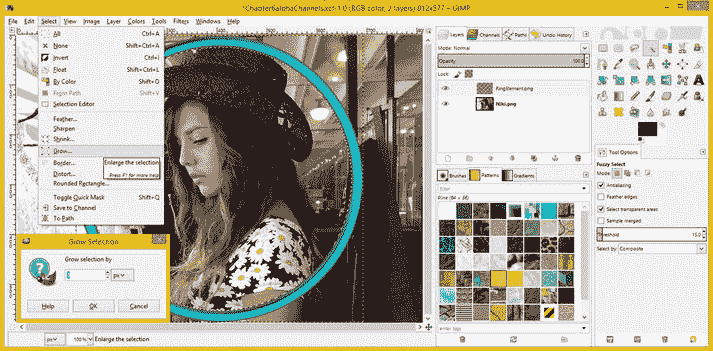 *Chapter6alphaChannels.xcf-1.0 (RGB color, 2 layers) 812x577 – GIMP
File Edit Select View Image Layer Colors Tools Filters Windows Help
All Ctrl+A
None Shift+Ctrl+A
Invert Ctrl+I
Float Shift+Ctrl+L
By Color Shift+O
From Path Shift+V
Selection Editor
Feather...
Sharpen
Shrink...
Grow...
Border...
Distort...
Rounded Rectangle...
Toggle Quick Mask Shift+Q
Save to Channel
To Path
Enlarge the selection
Press F1 for more help
Grow Selection
Grow selection by
px
Help OK Cancel
px 100% Enlarge the selection
Layers Channels Paths Undo History
Mode: Normal
Opacity 100.0
Lock:
RingElement.png
Niki.png
Brushes Patterns Gradients
filter
Pine (64 × 56)
enter tags
Tool Options
Fuzzy Select
Mode:
Antialiasing
Feather edges
Select transparent areas
Sample merged
Threshold 15.0
Select by: Composite